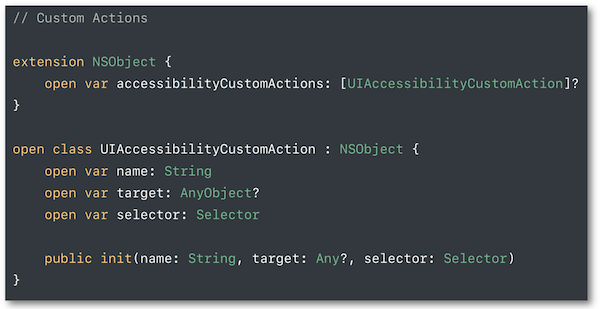 // Custom Actions
extension NSObject {
open var accessibilityCustomActions: [UIAccessibilityCustomAction]?
}
open class UIAccessibilityCustomAction : NSObject {
open var name: String
open var target: AnyObject?
open var selector: Selector
public init(name: String, target: Any?, selector: Selector)
}